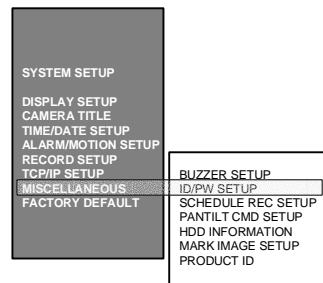 SYSTEM SETUP
DISPLAY SETUP
CAMERA TITLE
TIME/DATE SETUP
ALARM/MOTION SETUP
RECORD SETUP
TCP/IP SETUP
MISCELLANEOUS
FACTORY DEFAULT
BUZZER SETUP
ID/PW SETUP
SCHEDULE REC SETUP
PANTILT CMD SETUP
HDD INFORMATION
MARK IMAGE SETUP
PRODUCT ID